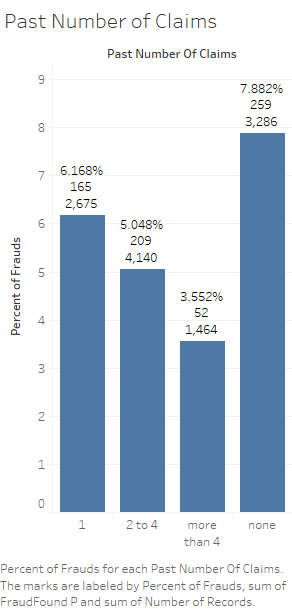 Past Number of Claims
Past Number Of Claims
Percent of Frauds
9
8
7
6
5
4
3
2
1
0
6.168%
165
2,675
5.048%
209
4,140
3.552%
52
1,464
7.882%
259
3,286
1
2 to 4
more
than 4
none
Percent of Frauds for each Past Number Of Claims.
The marks are labeled by Percent of Frauds, sum of
FraudFound P and sum of Number of Records.